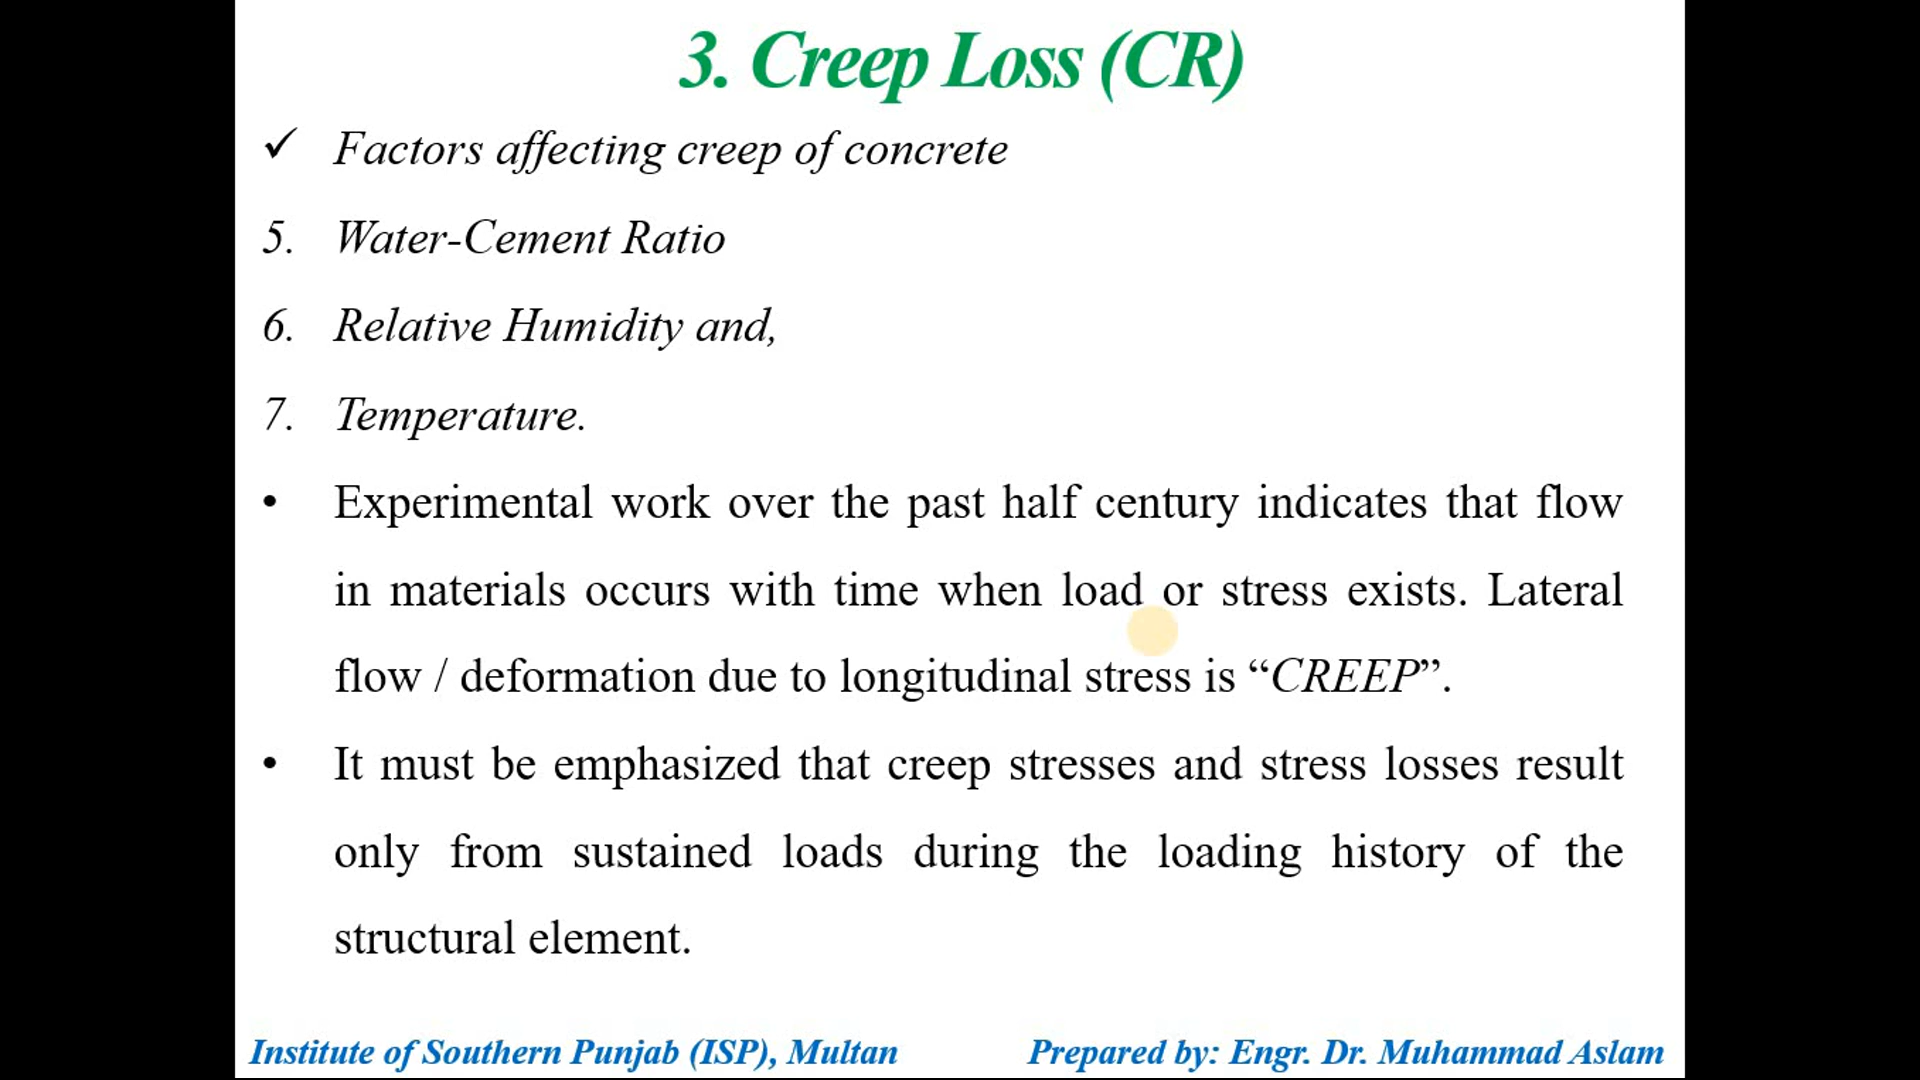 3. Creep Loss (CR)
✓ Factors affecting creep of concrete
5. Water-Cement Ratio
6. Relative Humidity and,
7. Temperature.
• Experimental work over the past half century indicates that flow
in materials occurs with time when load or stress exists. Lateral
flow / deformation due to longitudinal stress is “CREEP”.
• It must be emphasized that creep stresses and stress losses result
only from sustained loads during the loading history of the
structural element.
Institute of Southern Punjab (ISP), Multan Prepared by: Engr. Dr. Muhammad Aslam